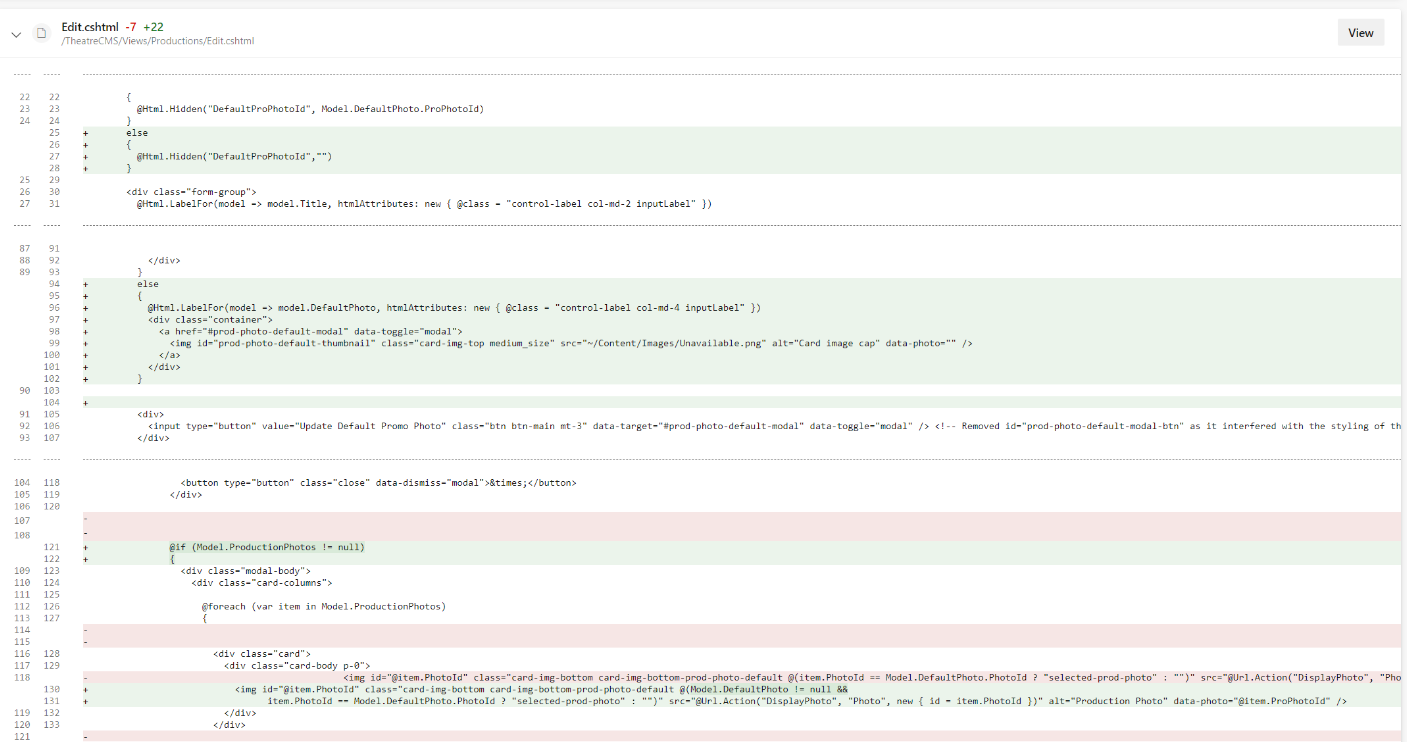 Edit.cshtml -7 +22
/TheatreCMS/Views/Productions/Edit.cshtml
View
22 22 {
23 23 @Html.Hidden("DefaultProPhotoId", Model.DefaultPhoto.ProPhotoId)
24 24 }
25 + else
26 + {
27 + @Html.Hidden("DefaultProPhotoId","")
28 + }
25 29
26 30 <div class="form-group">
27 31 @Html.LabelFor(model => model.Title, htmlAttributes: new { @class = "control-label col-md-2 inputLabel" })
87 91
88 92 </div>
89 93 }
94 + else
95 + {
96 + @Html.LabelFor(model => model.DefaultPhoto, htmlAttributes: new { @class = "control-label col-md-4 inputLabel" })
97 + <div class="container">
98 + <a href="#prod-photo-default-modal" data-toggle="modal">
99 + <img id="prod-photo-default-thumbnail" class="card-img-top medium_size" src="~/Content/Images/Unavailable.png" alt="Card image cap" data-photo="" />
100 + </a>
101 + </div>
102 + }
90 103
104 +
91 105 <div>
92 106 <input type="button" value="Update Default Promo Photo" class="btn btn-main mt-3" data-target="#prod-photo-default-modal" data-toggle="modal" /> <!-- Removed id="prod-photo-default-modal-btn" as it interfered with the styling of th
93 107 </div>
104 118 <button type="button" class="close" data-dismiss="modal">&times;</button>
105 119 </div>
106 120
107 -
108 -
121 + @if (Model.ProductionPhotos != null)
122 + {
109 123 <div class="modal-body">
110 124 <div class="card-columns">
111 125
112 126 @foreach (var item in Model.ProductionPhotos)
113 127 {
114 -
115 -
116 128 <div class="card">
117 129 <div class="card-body p-0">
118 - <img id="@item.PhotoId" class="card-img-bottom card-img-bottom-prod-photo-default @(item.PhotoId == Model.DefaultPhoto.PhotoId ? "selected-prod-photo" : "")" src="@Url.Action("DisplayPhoto", "Pho
130 + <img id="@item.PhotoId" class="card-img-bottom card-img-bottom-prod-photo-default @(Model.DefaultPhoto != null &&
131 + item.PhotoId == Model.DefaultPhoto.PhotoId ? "selected-prod-photo" : "")" src="@Url.Action("DisplayPhoto", "Photo", new { id = item.PhotoId })" alt="Production Photo" data-photo="@item.ProPhotoId" />
119 132 </div>
120 133 </div>
121 -